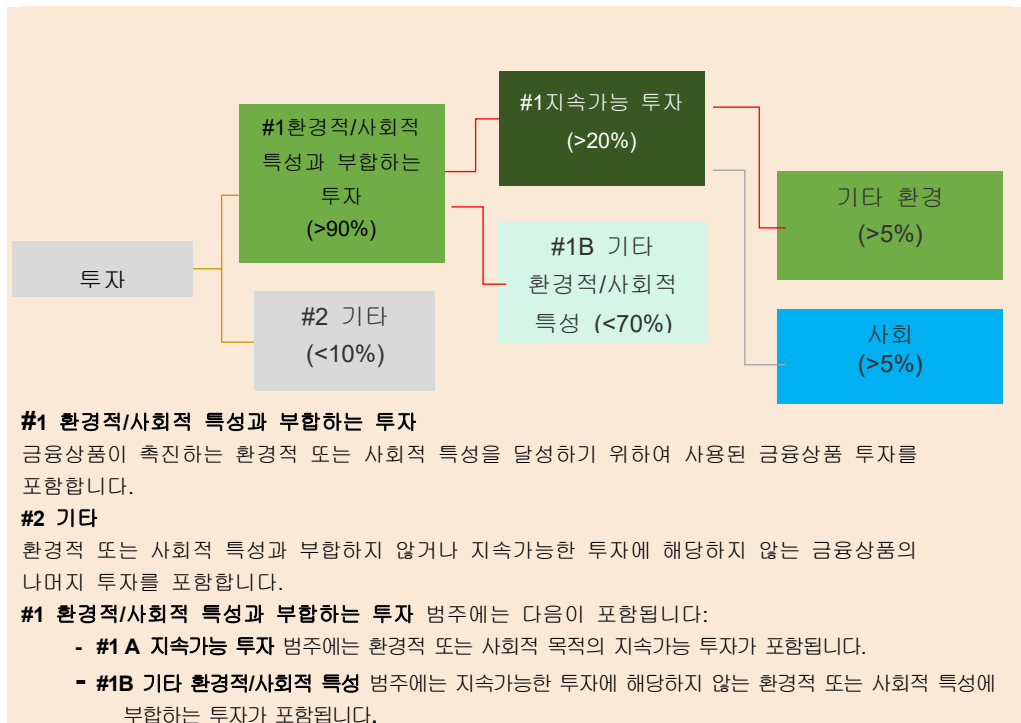 #1환경적/사회적
특성과 부합하는
투자
(>90%)
#1지속가능 투자
(>20%)
기타 환경
(>5%)
투자
#1B 기타
환경적/사회적
특성 (<70%)
#2 기타
(<10%)
사회
(>5%)
#1 환경적/사회적 특성과 부합하는 투자
금융상품이 촉진하는 환경적 또는 사회적 특성을 달성하기 위하여 사용된 금융상품 투자를
포함합니다.
#2 기타
환경적 또는 사회적 특성과 부합하지 않거나 지속가능한 투자에 해당하지 않는 금융상품의
나머지 투자를 포함합니다.
#1 환경적/사회적 특성과 부합하는 투자 범주에는 다음이 포함됩니다:
- #1 A 지속가능 투자 범주에는 환경적 또는 사회적 목적의 지속가능 투자가 포함됩니다.
- #1B 기타 환경적/사회적 특성 범주에는 지속가능한 투자에 해당하지 않는 환경적 또는 사회적 특성에
부합하는 투자가 포함됩니다.